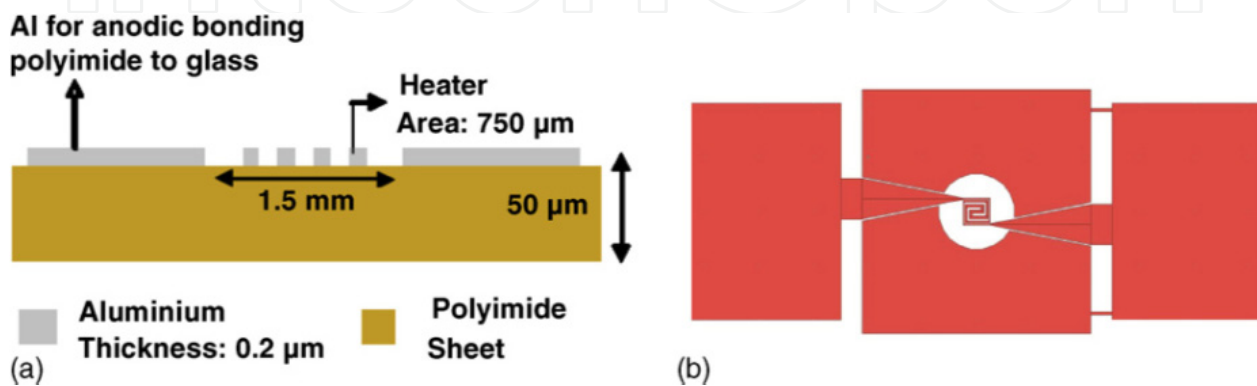 Al for anodic bonding
polyimide to glass
Heater
Area: 750 µm
1.5 mm
50 µm
Aluminium
Thickness: 0.2 µm
Polyimide
Sheet
(a)
(b)